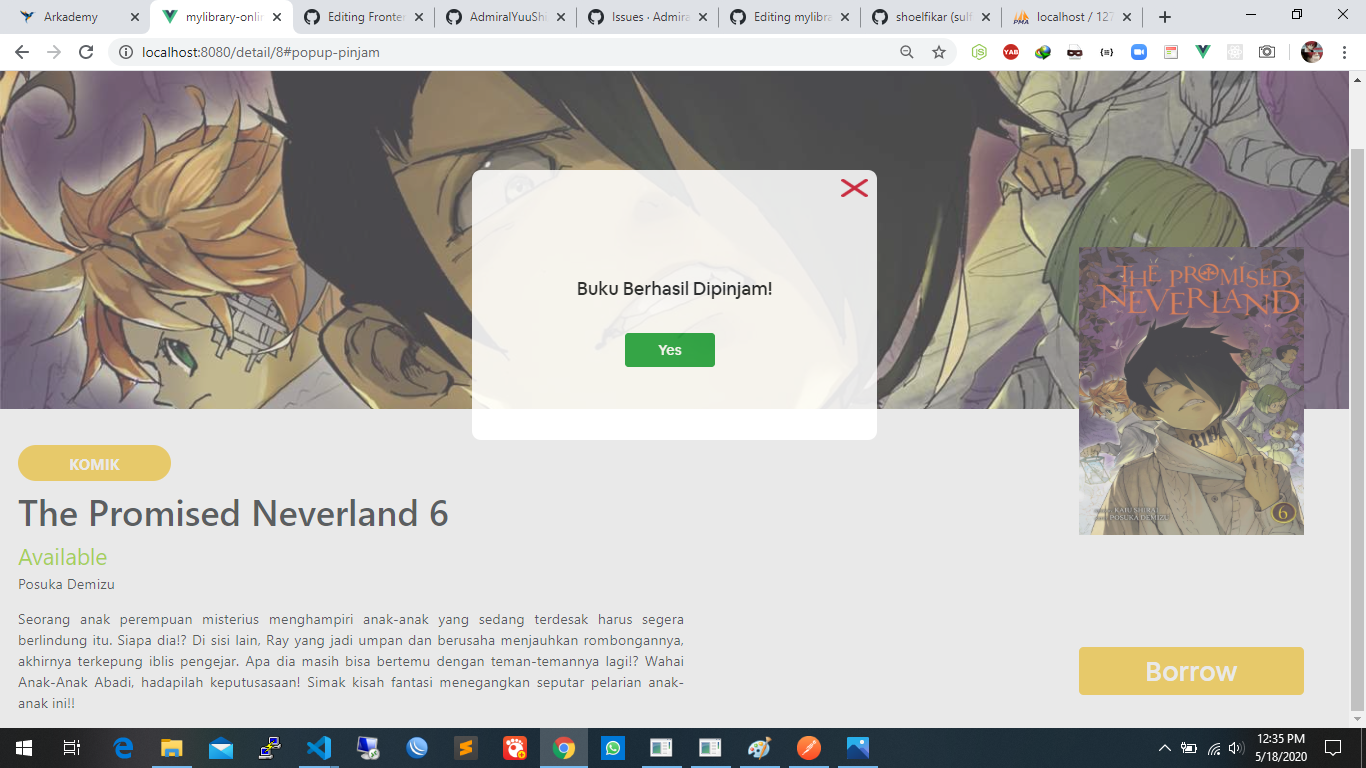 Arkademy
mylibrary-onli
Editing Fronte
AdmiralYuuShi
Issues · Admira
Editing mylibra
shoelfikar (sulf
localhost / 127
localhost:8080/detail/8#popup-pinjam
Buku Berhasil Dipinjam!
Yes
THE PROMISED
NEVERLAND
KAIU SHIRAI
POSUKA DEMIZU
6
KOMIK
The Promised Neverland 6
Available
Posuka Demizu
Seorang anak perempuan misterius menghampiri anak-anak yang sedang terdesak harus segera
berlindung itu. Siapa dia!? Di sisi lain, Ray yang jadi umpan dan berusaha menjauhkan rombongannya,
akhirnya terkepung iblis pengejar. Apa dia masih bisa bertemu dengan teman-temannya lagi!? Wahai
Anak-Anak Abadi, hadapilah keputusasaan! Simak kisah fantasi menegangkan seputar pelarian anak-
anak ini!!
Borrow
12:35 PM
5/18/2020